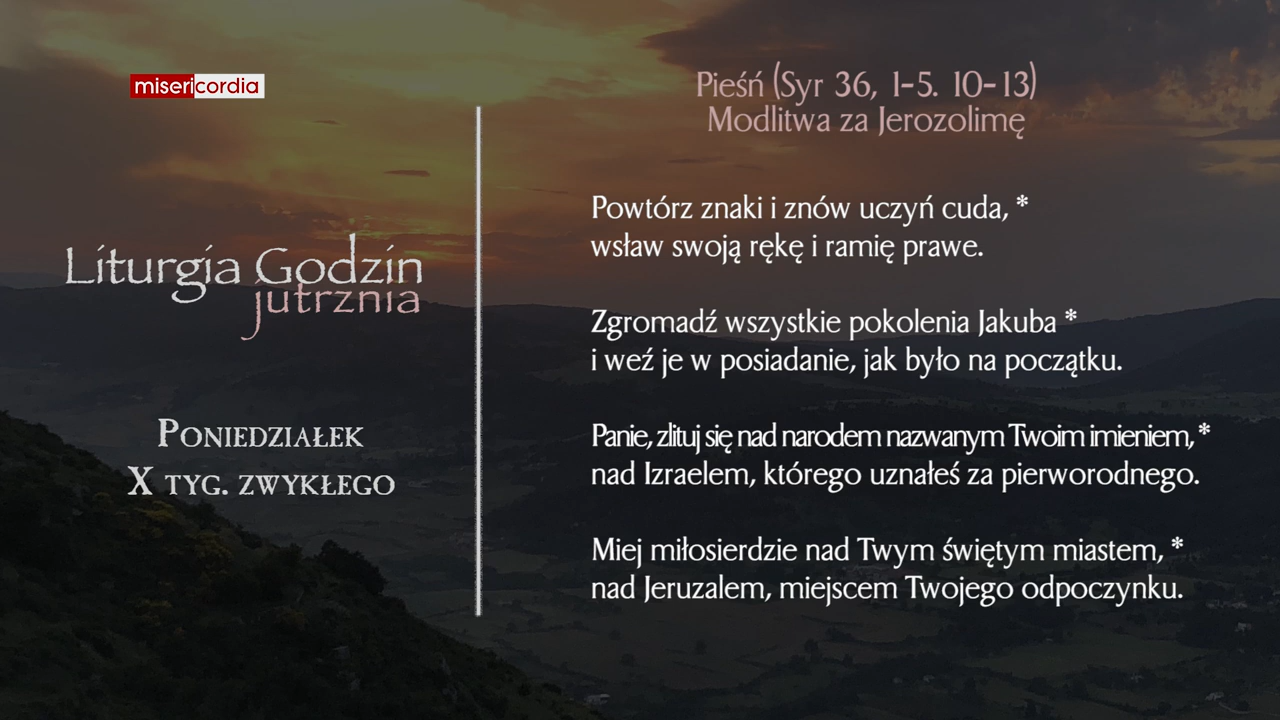 misericordia
Liturgia Godzin
jutrznia
Poniedziałek
X tyg. zwykłego
Pieśń (Syr 36, 1-5. 10-13)
Modlitwa za Jerozolimę
Powtórz znaki i znów uczyń cuda, *
wsław swoją rękę i ramię prawe.
Zgromadź wszystkie pokolenia Jakuba *
i weź je w posiadanie, jak było na początku.
Panie, zlituj się nad narodem nazwanym Twoim imieniem, *
nad Izraelem, którego uznałeś za pierworodnego.
Miej miłosierdzie nad Twym świętym miastem, *
nad Jeruzalem, miejscem Twojego odpoczynku.